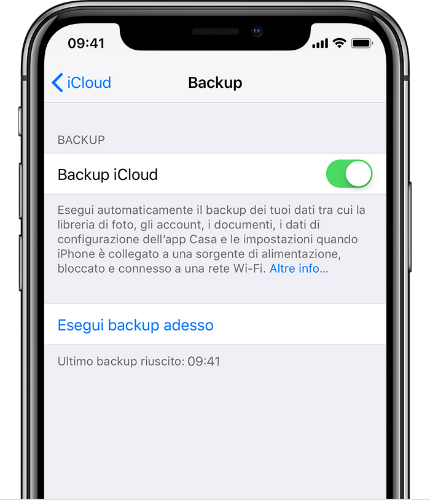 09:41
iCloud
Backup
BACKUP
Backup iCloud
Esegui automaticamente il backup dei tuoi dati tra cui la
libreria di foto, gli account, i documenti, i dati di
configurazione dell'app Casa e le impostazioni quando
iPhone è collegato a una sorgente di alimentazione,
bloccato e connesso a una rete Wi-Fi. Altre info...
Esegui backup adesso
Ultimo backup riuscito: 09:41